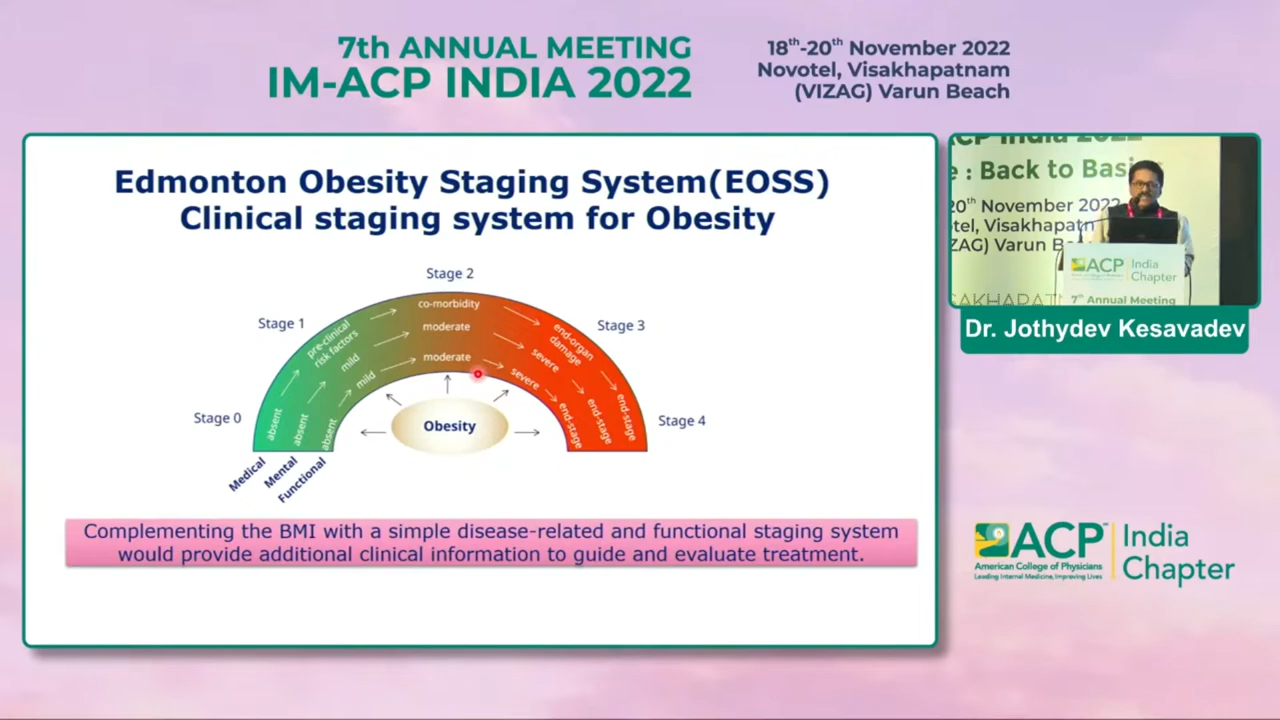 7th ANNUAL MEETING
IM-ACP INDIA 2022
18th-20th November 2022
Novotel, Visakhapatnam
(VIZAG) Varun Beach
Edmonton Obesity Staging System(EOSS)
Clinical staging system for Obesity
Stage 0
Stage 1
Stage 2
Stage 3
Stage 4
absent
pre-clinical
risk factors
co-morbidity
end-organ
damage
end-stage
absent
mild
moderate
severe
end-stage
absent
mild
moderate
severe
end-stage
Medical
Mental
Functional
Obesity
Complementing the BMI with a simple disease-related and functional staging system
would provide additional clinical information to guide and evaluate treatment.
ACP India 2022
: Back to
20th November 2022
Visakhapatn
Varun
ACP
India
Chapter
7th Annual Meeting
Dr. Jothydev Kesavadev
ACP™
American College of Physicians
Leading Internal Medicine, Improving Lives
India
Chapter